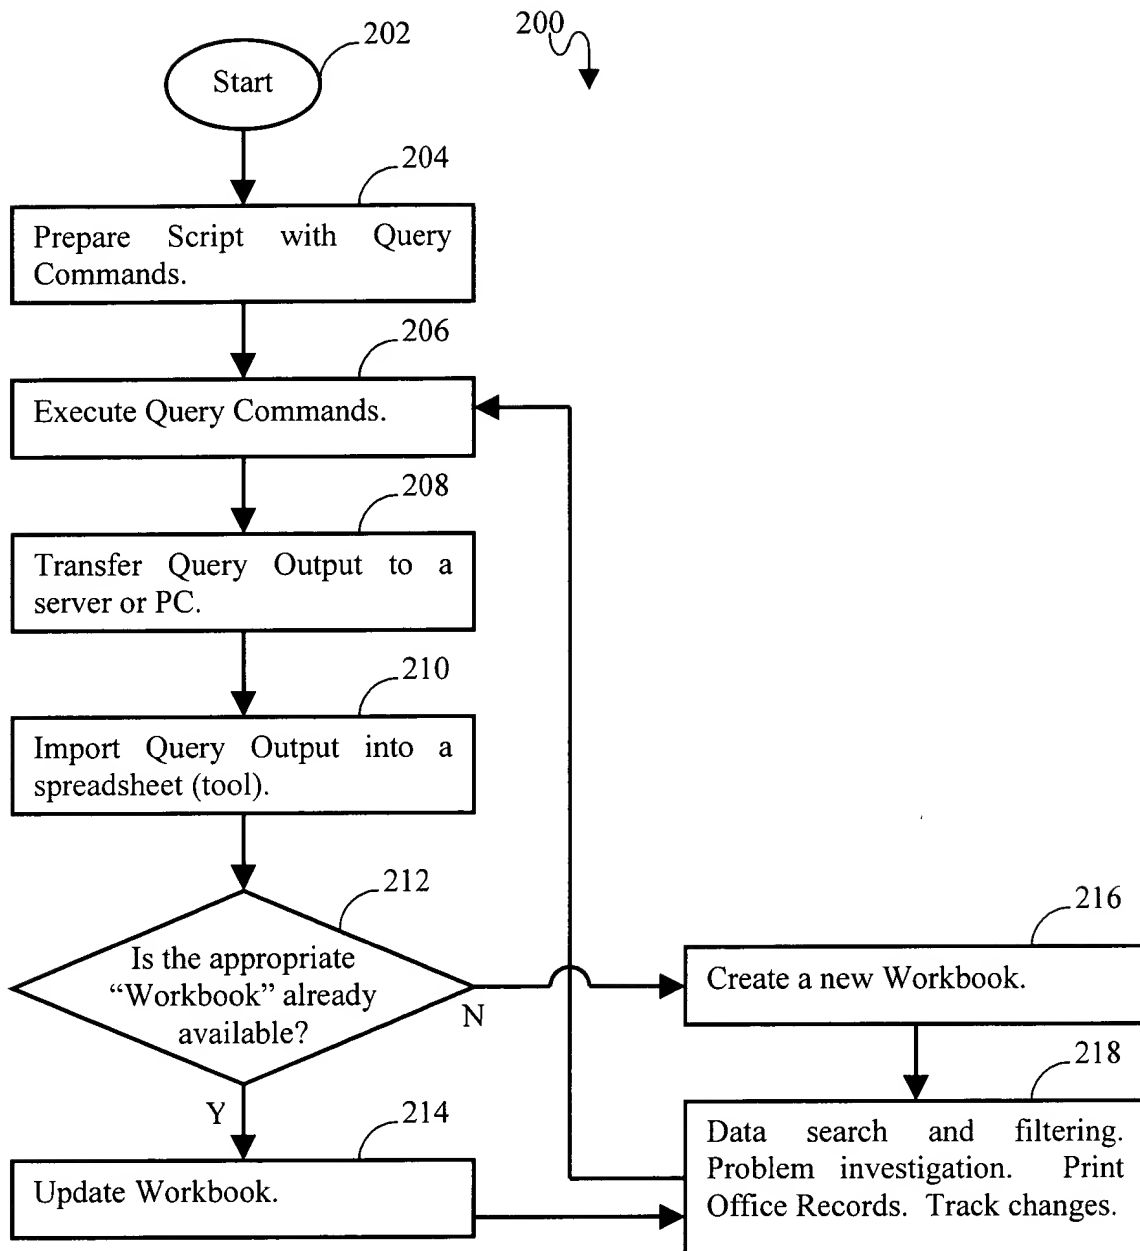 202
200
Start
204
Prepare Script with Query
Commands.
206
Execute Query Commands.
208
Transfer Query Output to a
server or PC.
210
Import Query Output into a
spreadsheet (tool).
212
Is the appropriate
“Workbook” already
available?
N
Y
216
Create a new Workbook.
214
Update Workbook.
218
Data search and filtering.
Problem investigation. Print
Office Records. Track changes.